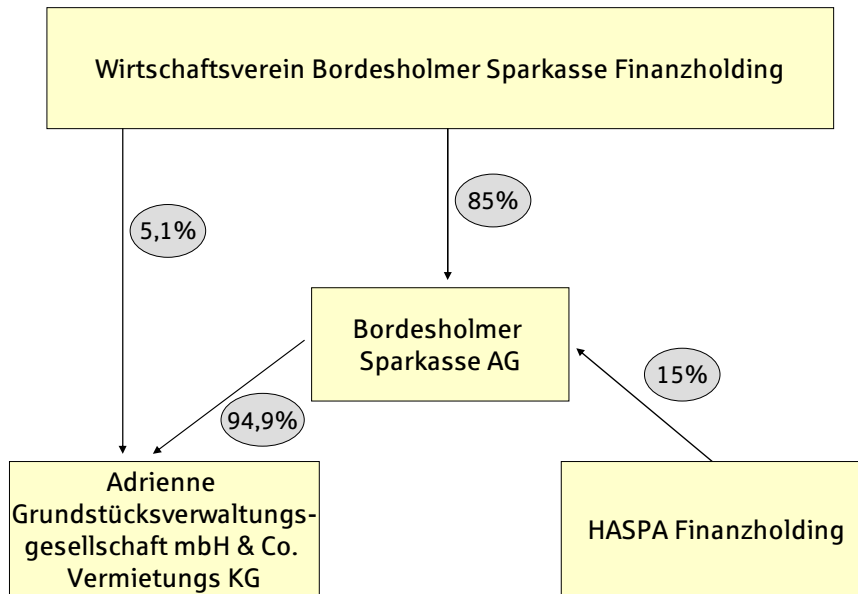 Wirtschaftsverein Bordesholmer Sparkasse Finanzholding
85%
5,1%
Bordesholmer
Sparkasse AG
15%
94,9%
Adrienne
Grundstücksverwaltungs-
gesellschaft mbH & Co.
Vermietungs KG
HASPA Finanzholding